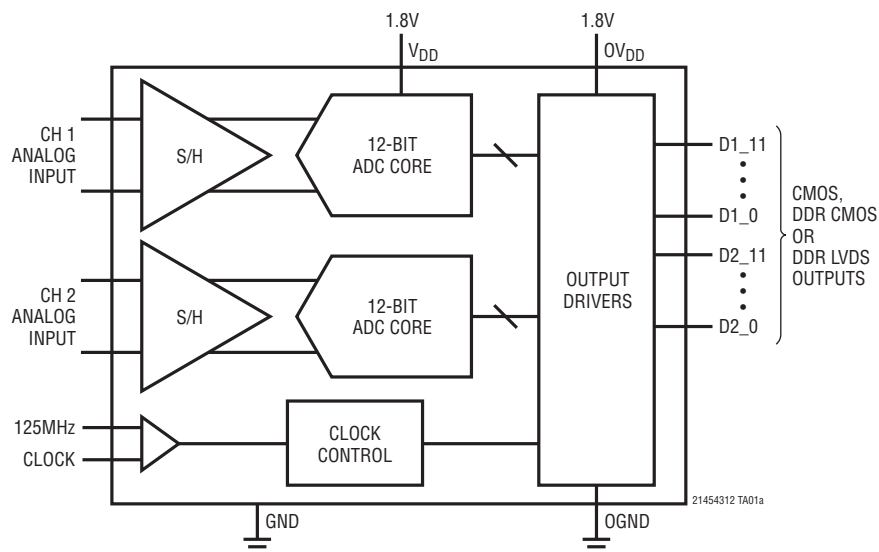 1.8V
1.8V
VDD
OVDD
CH 1
ANALOG
INPUT
S/H
12-BIT
ADC CORE
D1_11
D1_0
CH 2
ANALOG
INPUT
S/H
12-BIT
ADC CORE
OUTPUT
DRIVERS
D2_11
D2_0
CMOS,
DDR CMOS
OR
DDR LVDS
OUTPUTS
125MHz
CLOCK
CLOCK
CONTROL
GND
OGND
21454312 TA01a